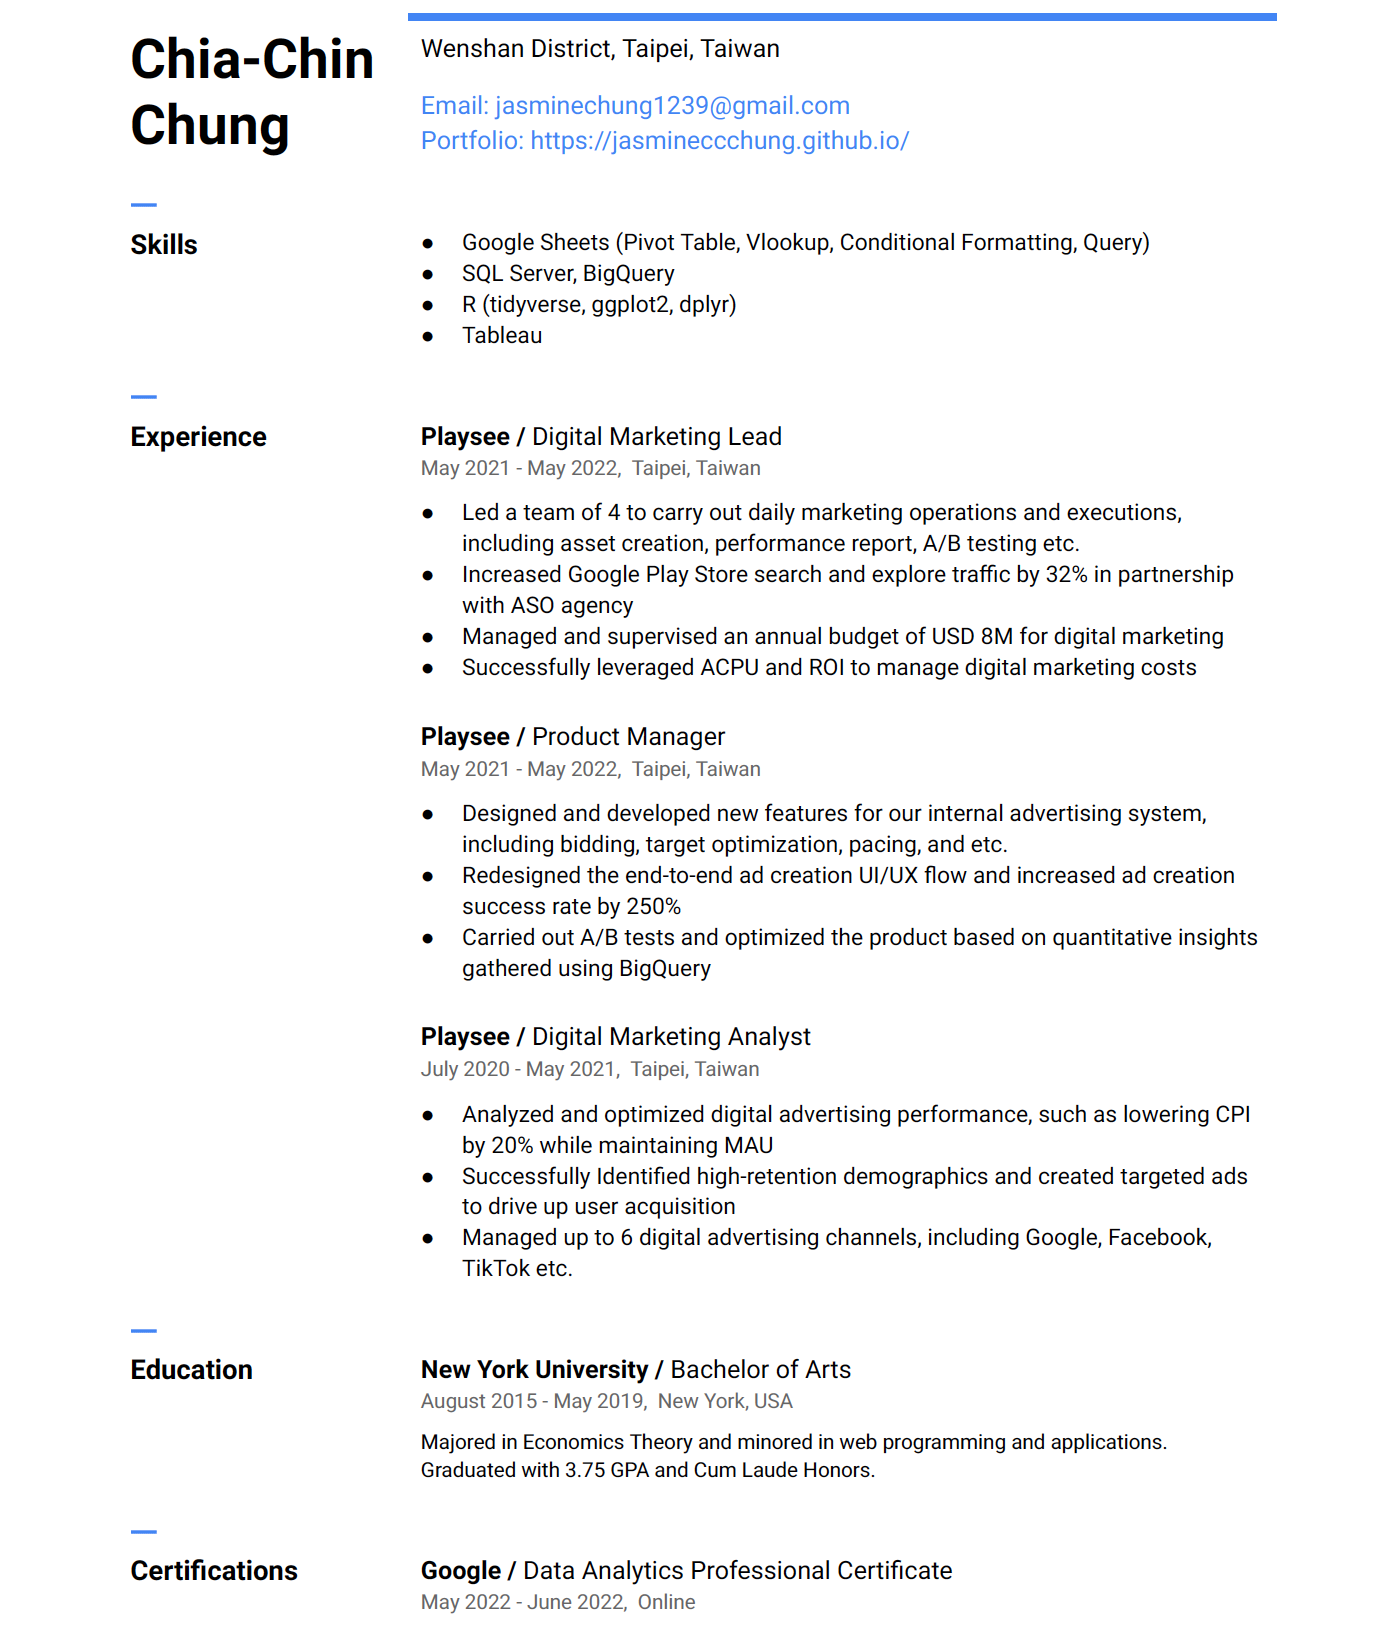 Chia-Chin
Chung
Wenshan District, Taipei, Taiwan
Email: jasminechung1239@gmail.com
Portfolio: https://jasmineccchung.github.io/
Skills
● Google Sheets (Pivot Table, Vlookup, Conditional Formatting, Query)
● SQL Server, BigQuery
● R (tidyverse, ggplot2, dplyr)
● Tableau
Experience
Playsee / Digital Marketing Lead
May 2021 - May 2022, Taipei, Taiwan
● Led a team of 4 to carry out daily marketing operations and executions,
including asset creation, performance report, A/B testing etc.
● Increased Google Play Store search and explore traffic by 32% in partnership
with ASO agency
● Managed and supervised an annual budget of USD 8M for digital marketing
● Successfully leveraged ACPU and ROI to manage digital marketing costs
Playsee / Product Manager
May 2021 - May 2022, Taipei, Taiwan
● Designed and developed new features for our internal advertising system,
including bidding, target optimization, pacing, and etc.
● Redesigned the end-to-end ad creation UI/UX flow and increased ad creation
success rate by 250%
● Carried out A/B tests and optimized the product based on quantitative insights
gathered using BigQuery
Playsee / Digital Marketing Analyst
July 2020 - May 2021, Taipei, Taiwan
● Analyzed and optimized digital advertising performance, such as lowering CPI
by 20% while maintaining MAU
● Successfully Identified high-retention demographics and created targeted ads
to drive up user acquisition
● Managed up to 6 digital advertising channels, including Google, Facebook,
TikTok etc.
Education
New York University / Bachelor of Arts
August 2015 - May 2019, New York, USA
Majored in Economics Theory and minored in web programming and applications.
Graduated with 3.75 GPA and Cum Laude Honors.
Certifications
Google / Data Analytics Professional Certificate
May 2022 - June 2022, Online